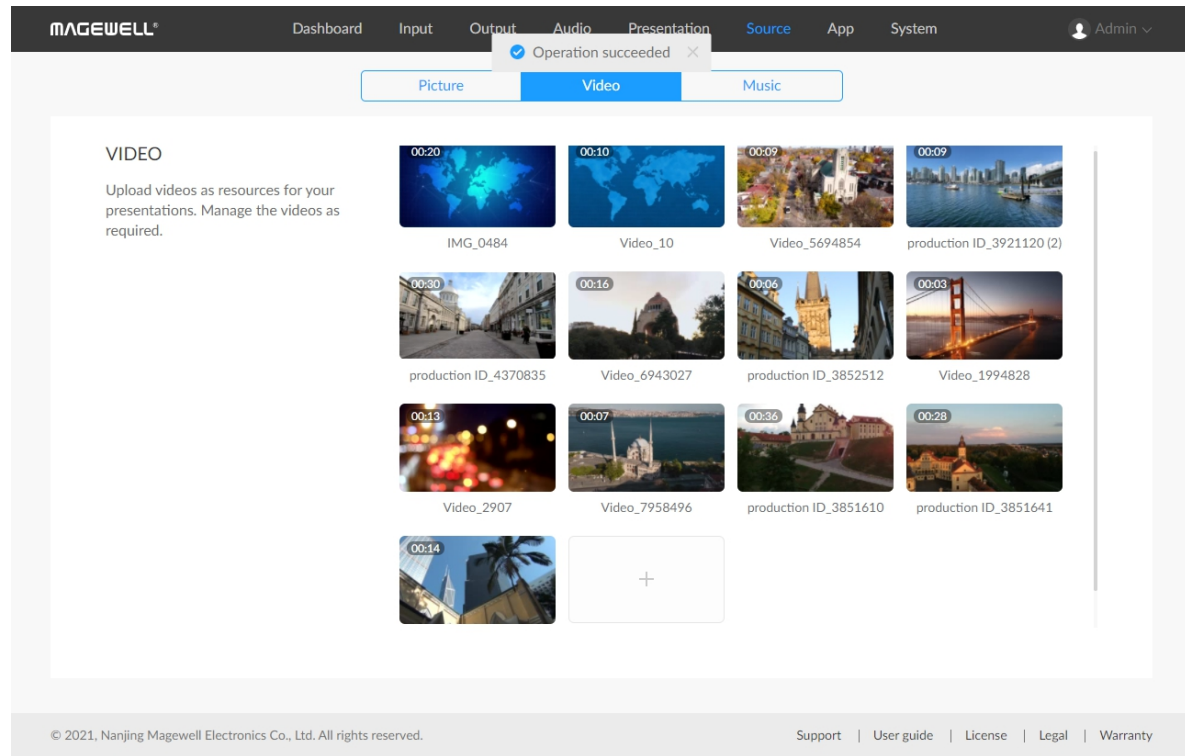 MAGEWELL®
Dashboard
Input
Output
Audio
Presentation
Source
App
System
Admin
Operation succeeded
Picture
Video
Music
VIDEO
Upload videos as resources for your
presentations. Manage the videos as
required.
00:20
00:10
00:09
00:09
IMG_0484
Video_10
Video_5694854
production ID_3921120 (2)
00:30
00:16
00:06
00:03
production ID_4370835
Video_6943027
production ID_3852512
Video_1994828
00:13
00:07
00:36
00:28
Video_2907
Video_7958496
production ID_3851610
production ID_3851641
00:14
© 2021, Nanjing Magewell Electronics Co., Ltd. All rights reserved.
Support | User guide | License | Legal | Warranty